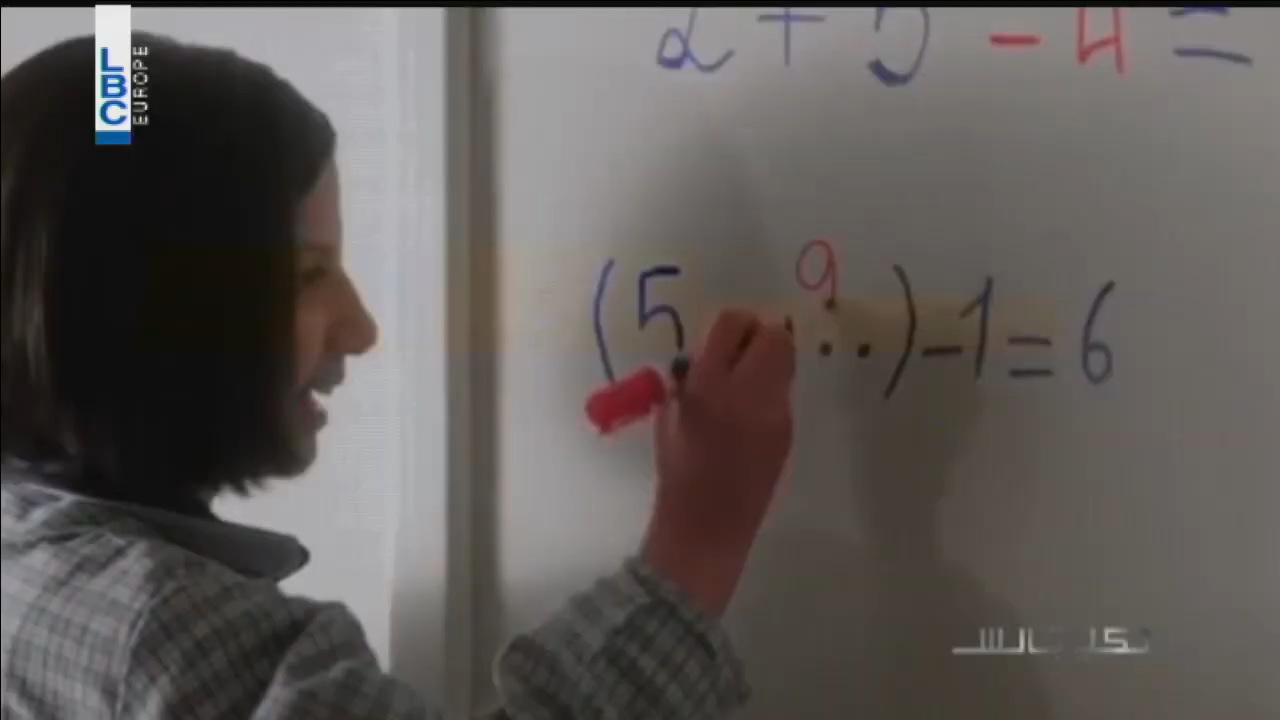 LBC
EUROPE
2 + 5 - 4 =
9
(5 ...) - 1 = 6